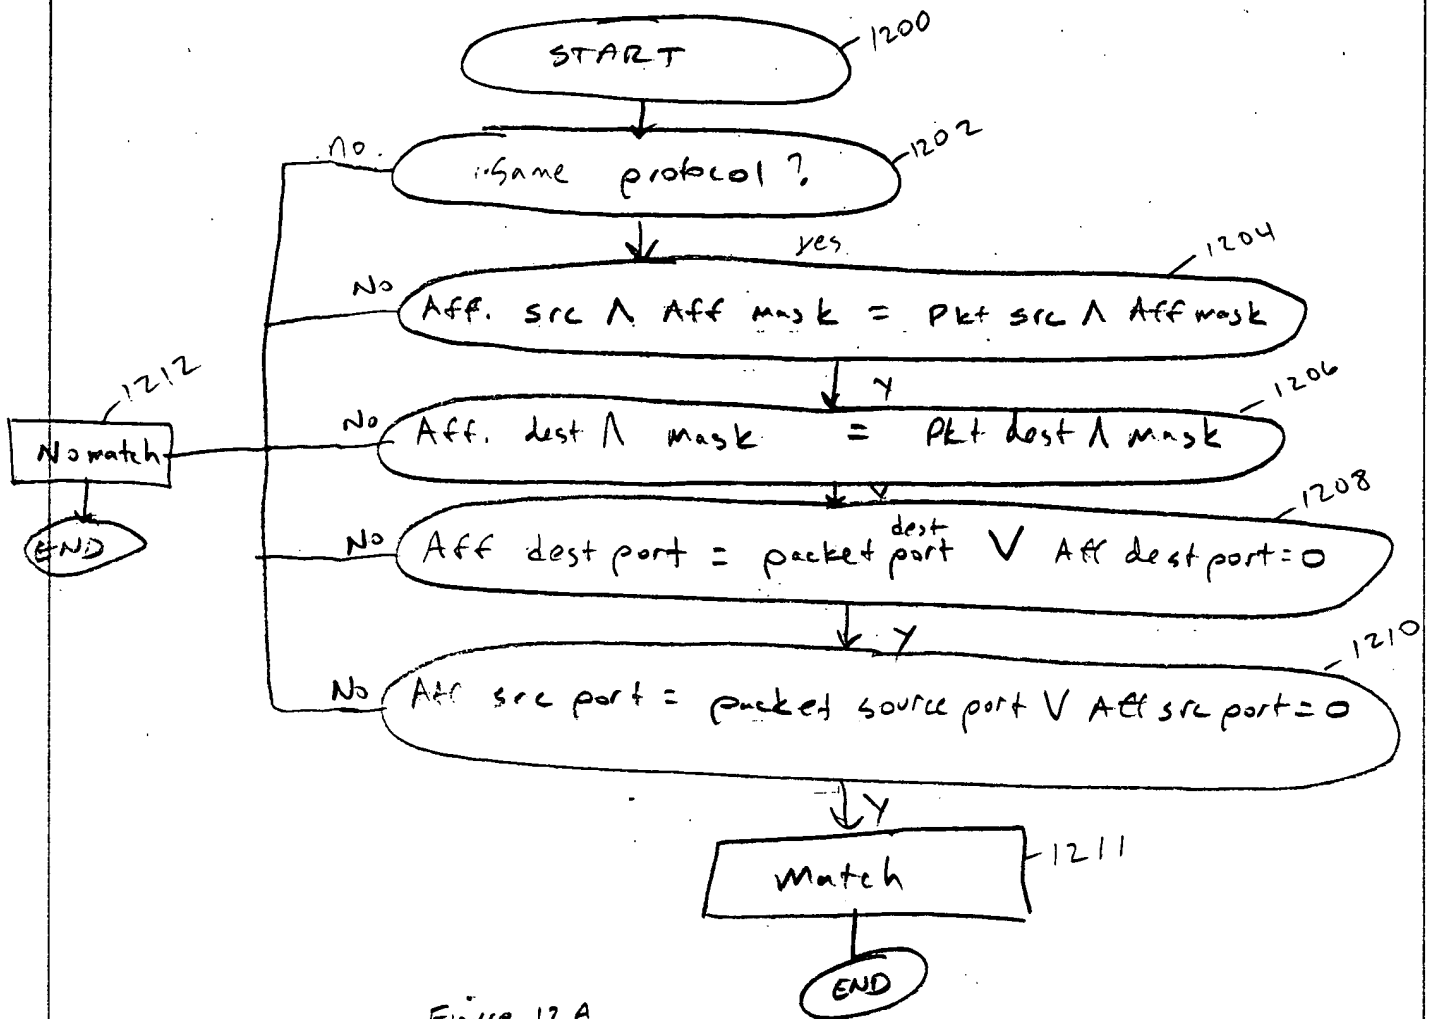 START
1200
no.
Same protocol?
1202
yes
1204
No
Aff. src Λ Aff mask = Pkt src Λ Aff mask
1212
Y
1206
No
Aff. dest Λ mask = Pkt dest Λ mask
No match
Y
1208
END
No
dest
Aff dest port = packet port V Aff dest port=0
Y
1210
No
Aff src port = packet source port V Aff src port=0
Y
1211
Match
END
Figure 12A